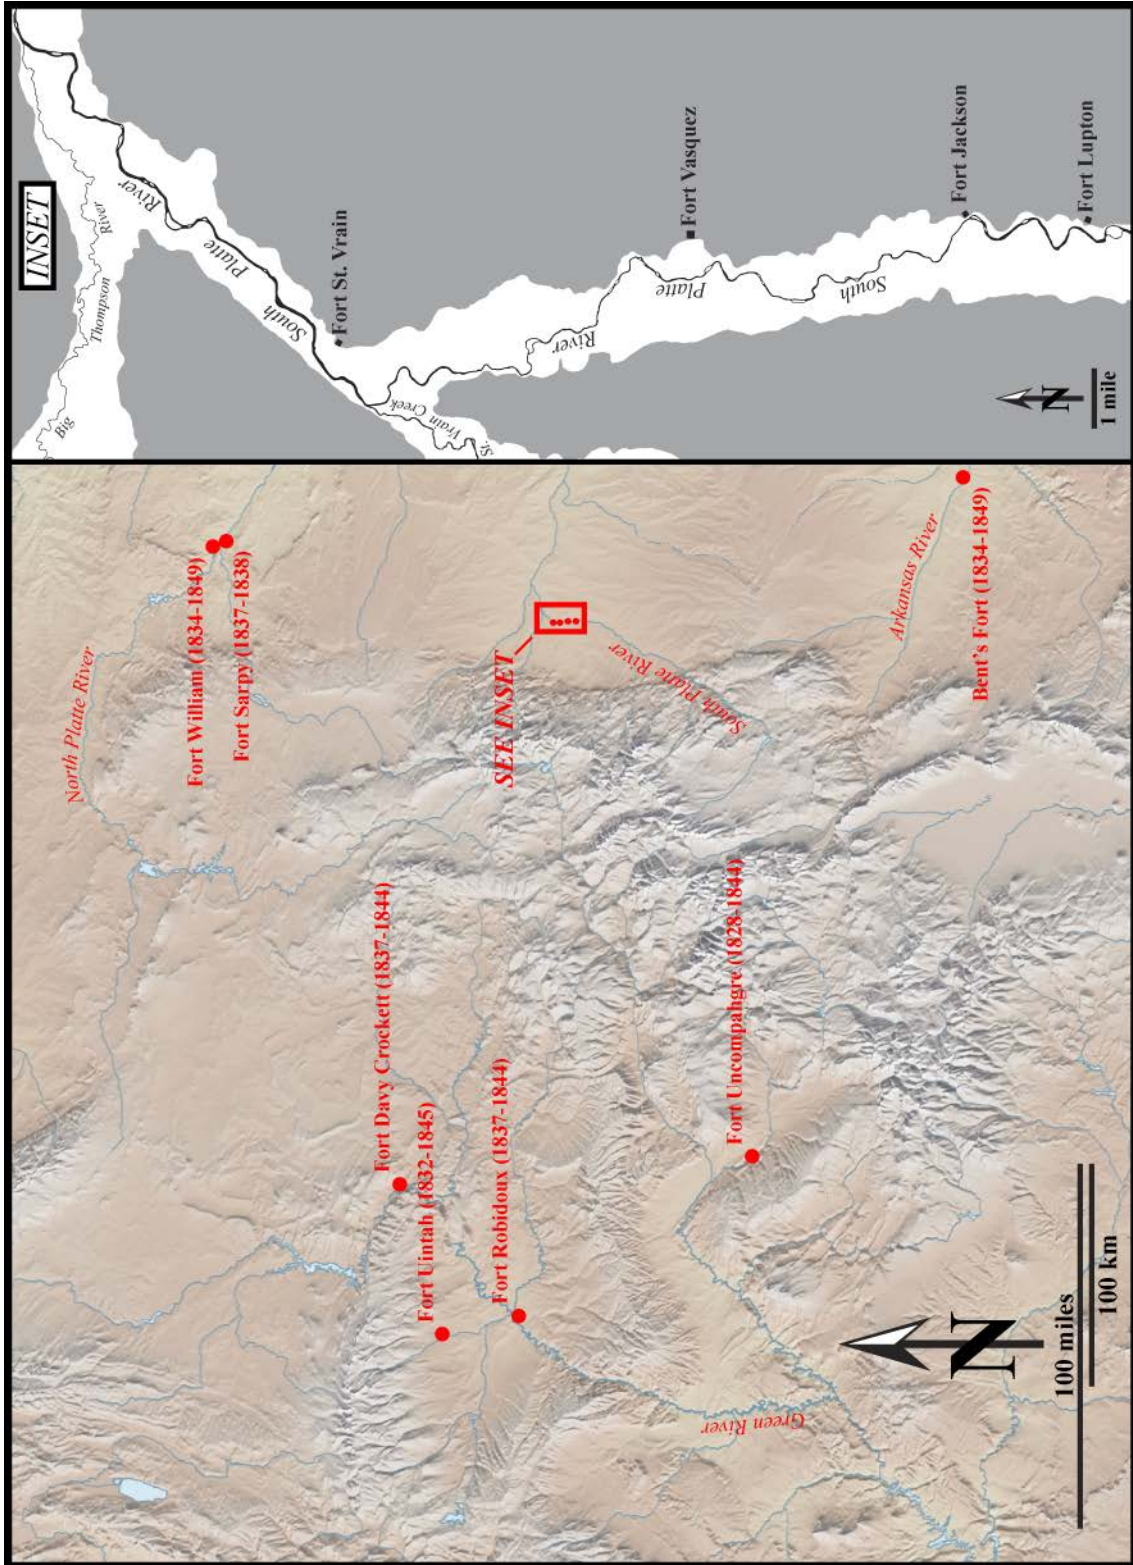 North Platte River
Fort William (1834-1849)
Fort Sarpy (1837-1838)
Fort Davy Crockett (1837-1844)
Fort Uintah (1832-1845)
Fort Robidoux (1837-1844)
SEE INSET
South Platte River
Fort Uncompahgre (1828-1844)
Arkansas River
Bent's Fort (1834-1849)
Green River
N
100 miles
100 km
INSET
Big
Thompson
River
South
Platte
River
Fort St. Vrain
St.
Vrain Creek
River
Platte
South
Fort Vasquez
Fort Jackson
Fort Lupton
N
1 mile